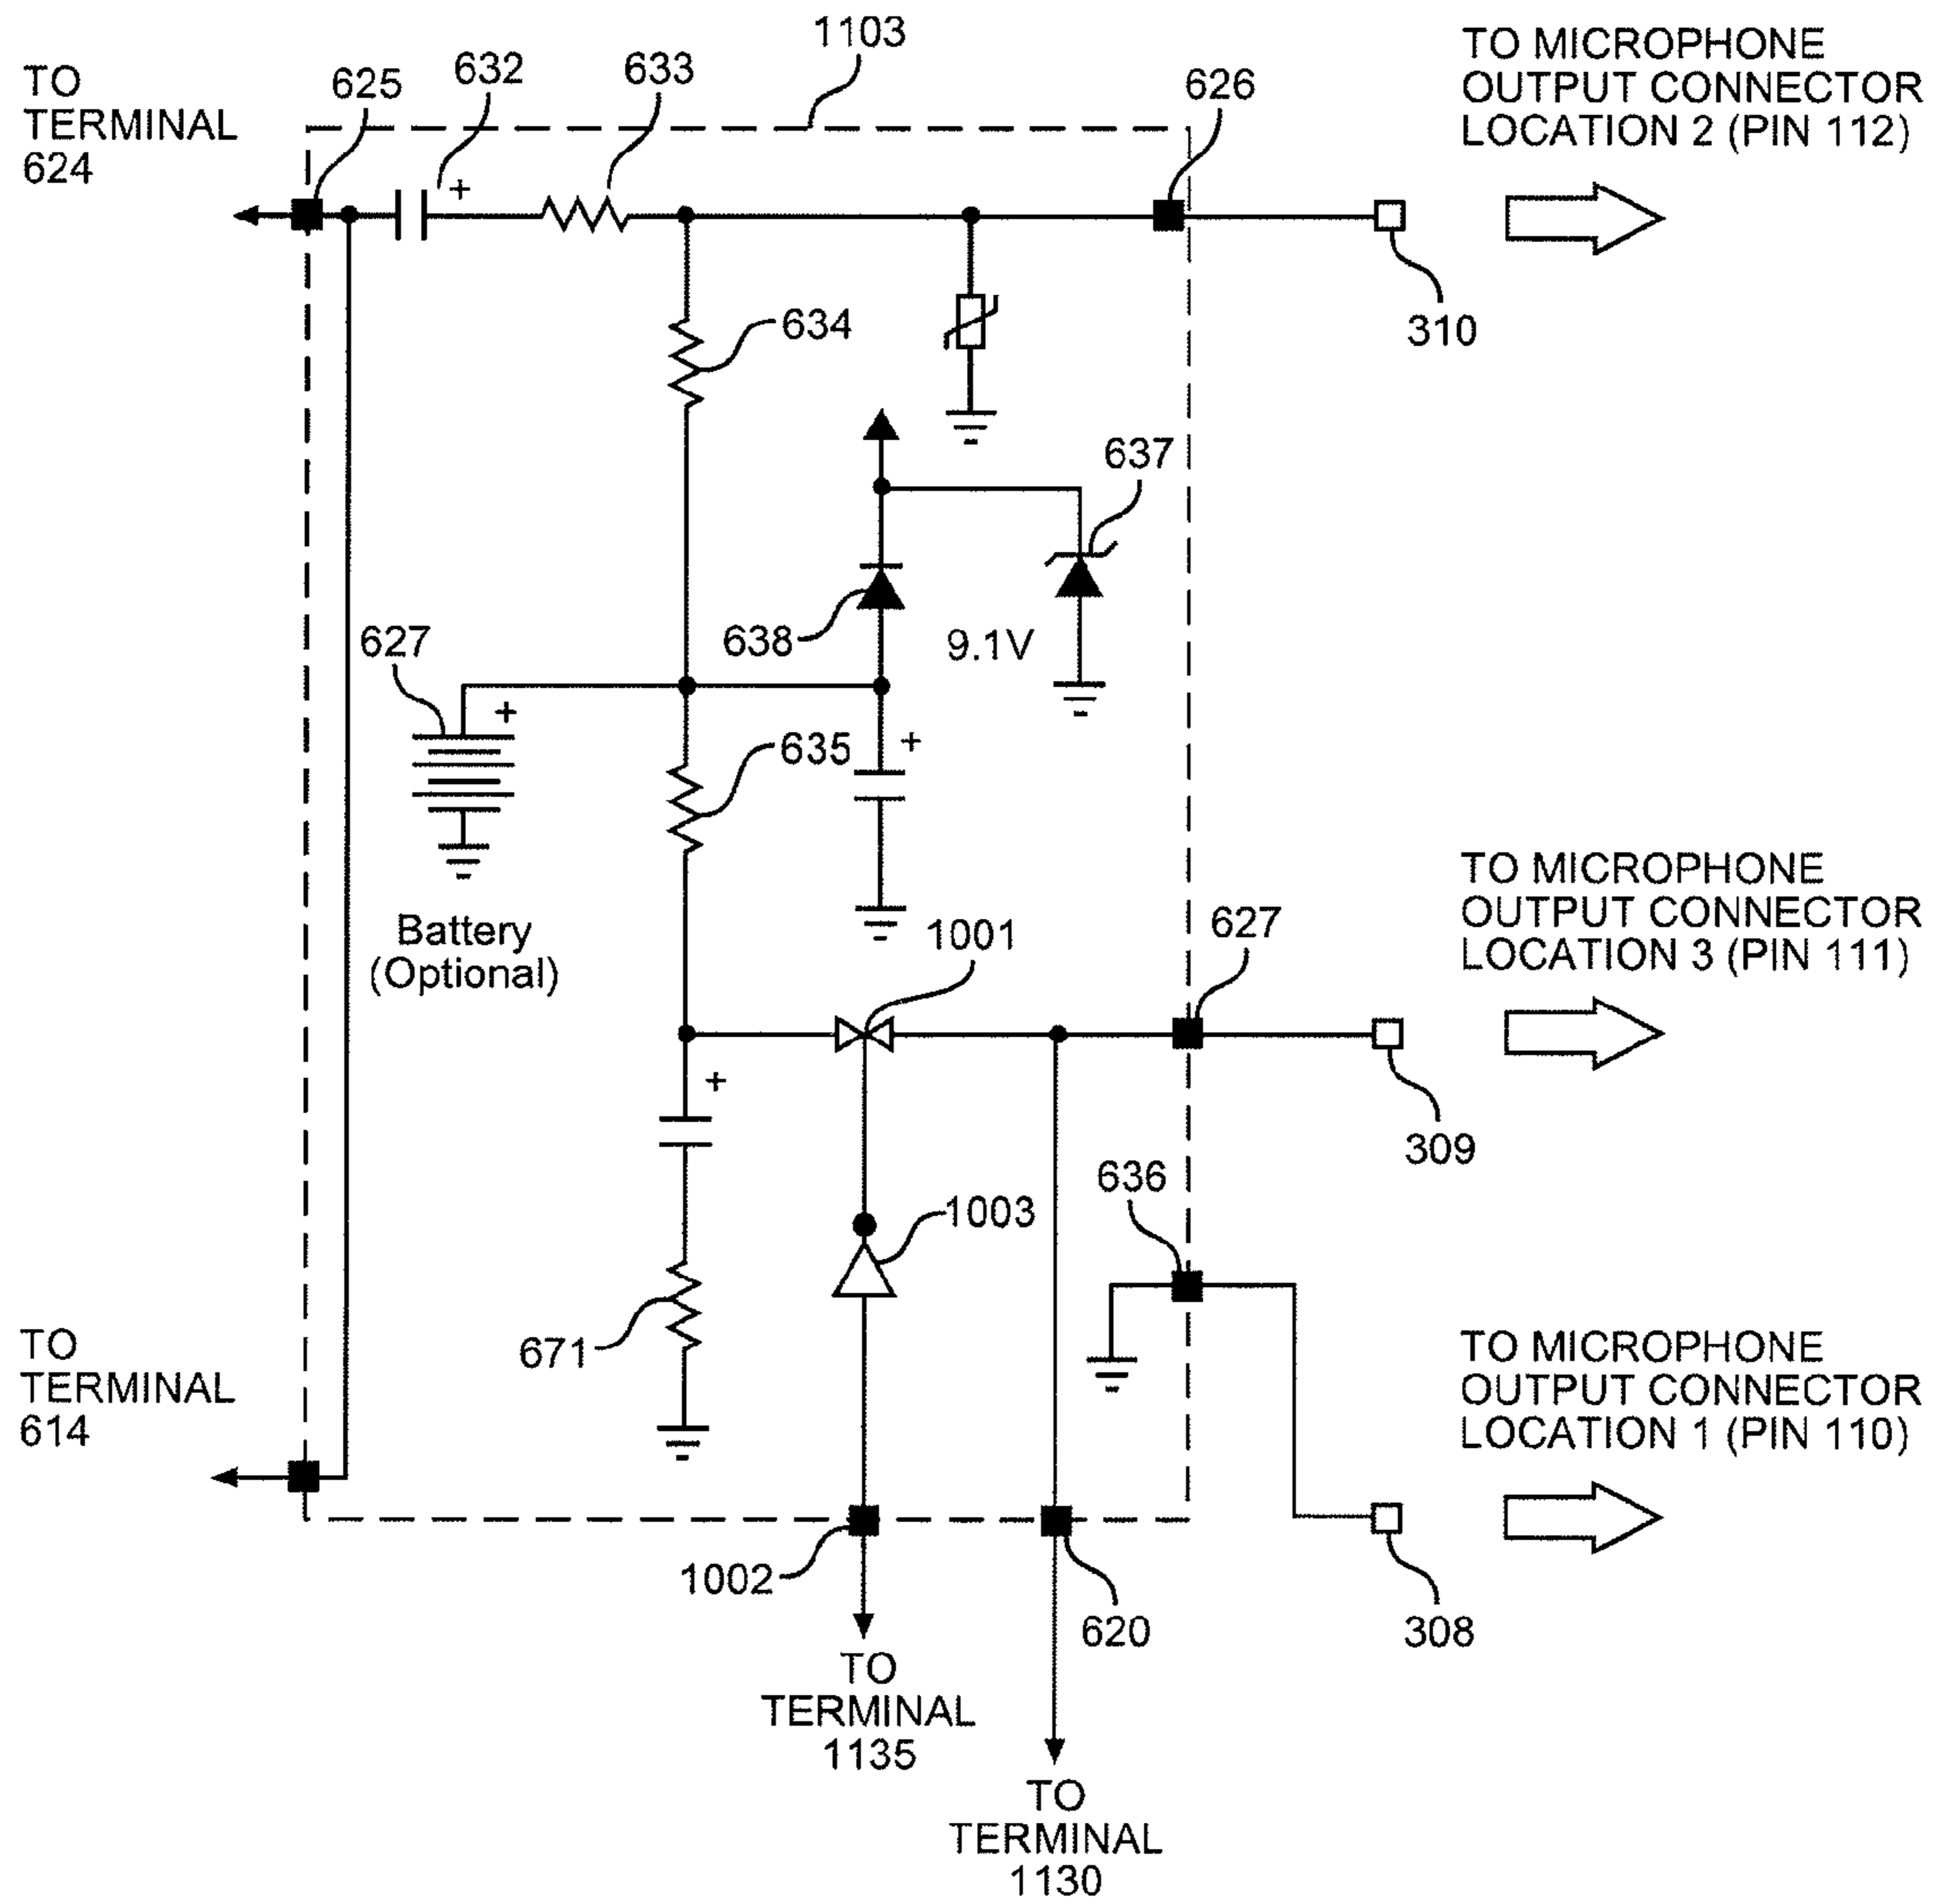 1103
TO
TERMINAL
624
625
632
633
626
TO MICROPHONE
OUTPUT CONNECTOR
LOCATION 2 (PIN 112)
+
310
634
637
638
9.1V
627
+
+
635
Battery
(Optional)
1001
627
TO MICROPHONE
OUTPUT CONNECTOR
LOCATION 3 (PIN 111)
+
309
636
1003
671
TO
TERMINAL
614
TO MICROPHONE
OUTPUT CONNECTOR
LOCATION 1 (PIN 110)
1002
620
308
TO
TERMINAL
1135
TO
TERMINAL
1130